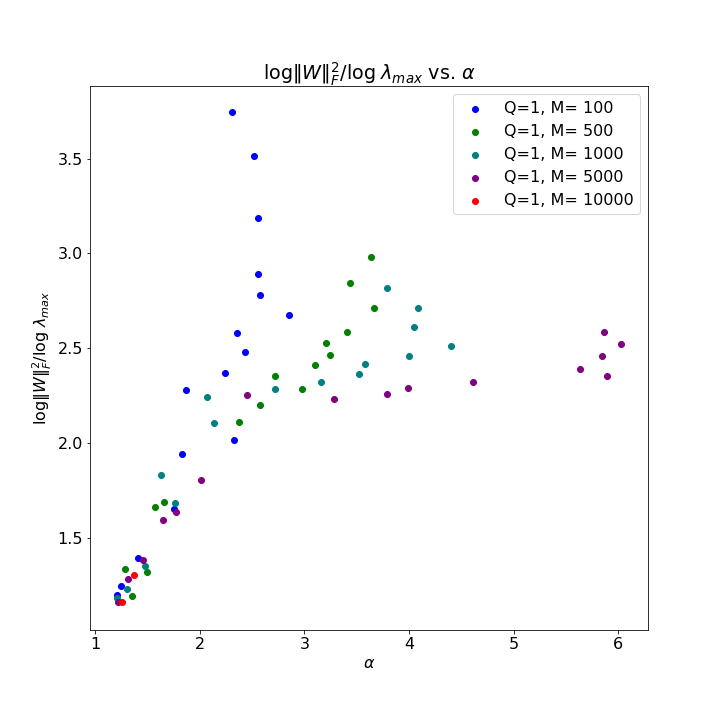 log‖W‖²_F/log λ_max vs. α
Q=1, M= 100
Q=1, M= 500
Q=1, M= 1000
Q=1, M= 5000
Q=1, M= 10000
log‖W‖²_F/log λ_max
3.5
3.0
2.5
2.0
1.5
1 2 3 4 5 6
α